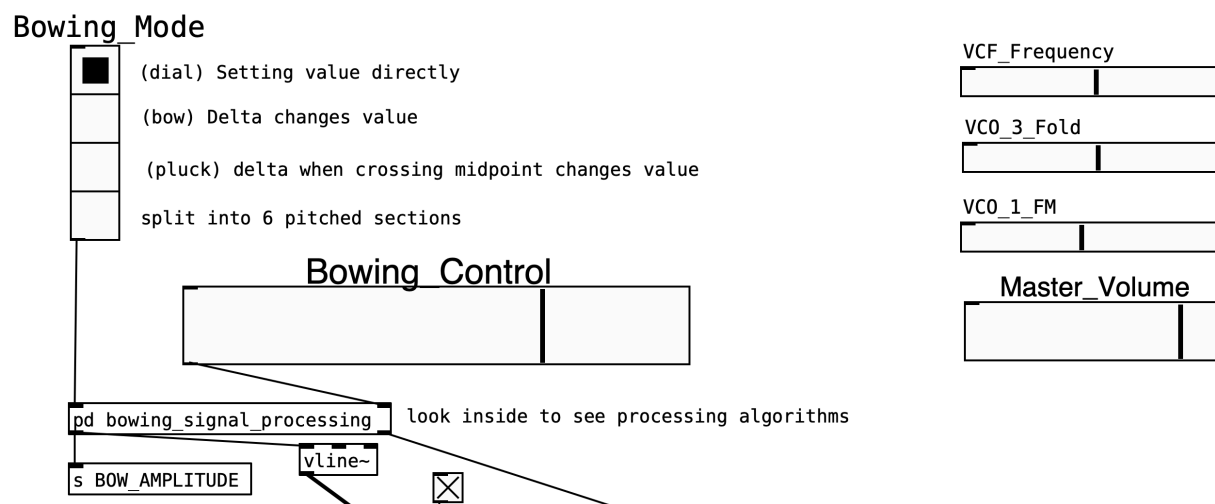 Bowing_Mode
(dial) Setting value directly
(bow) Delta changes value
(pluck) delta when crossing midpoint changes value
split into 6 pitched sections
Bowing_Control
pd bowing_signal_processing
look inside to see processing algorithms
vline~
s BOW_AMPLITUDE
VCF_Frequency
VCO_3_Fold
VCO_1_FM
Master_Volume